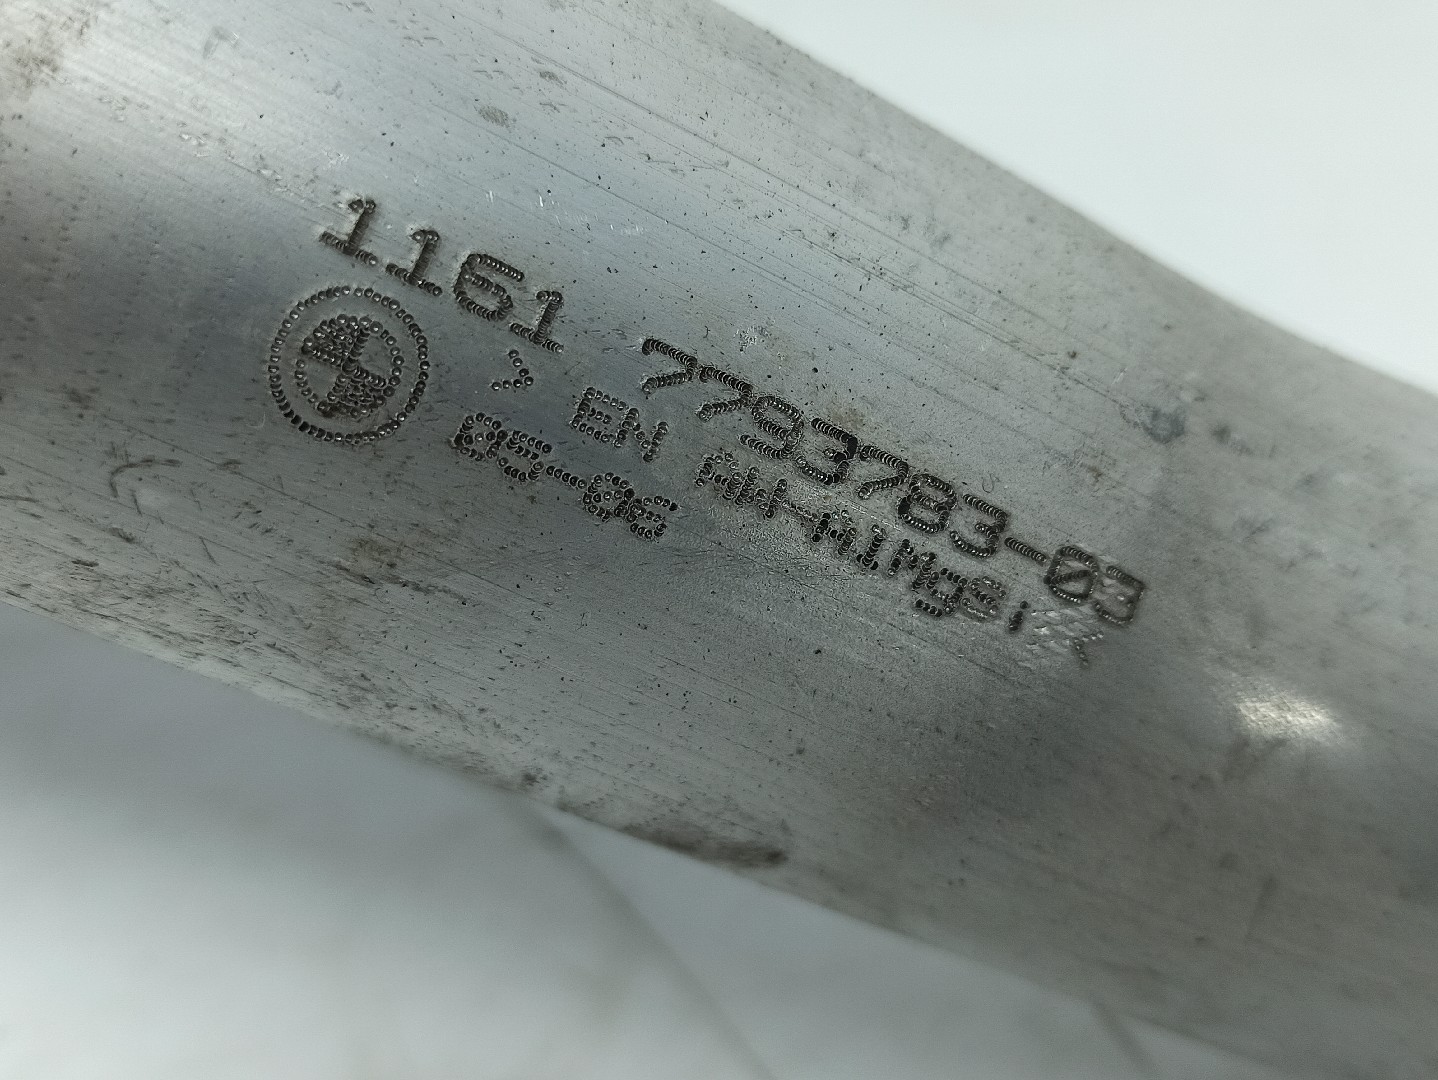 1161 7793783-03
> EN AW-AlMgSi <
05-06